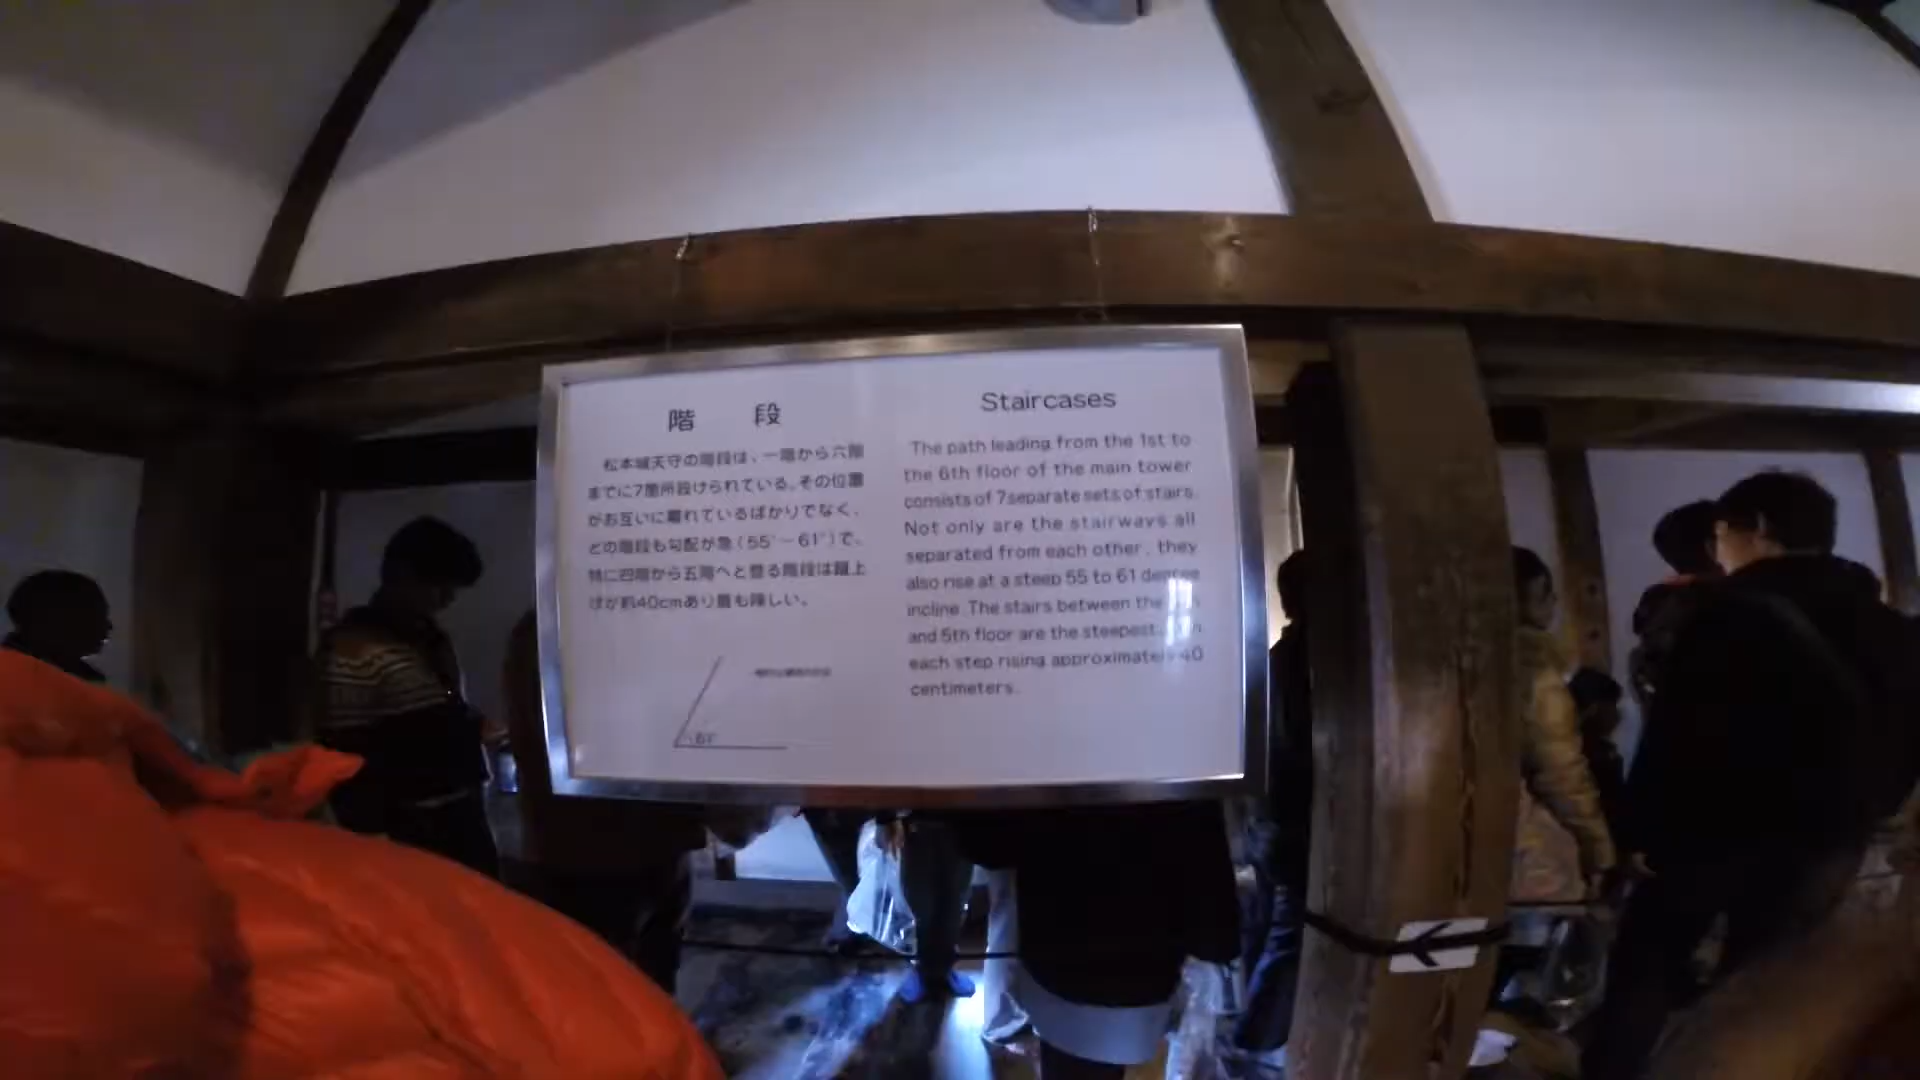 階 段
松本城天守の階段は、一階から六階
までに7箇所設けられている。その位置
がお互いに離れているばかりでなく、
どの階段も勾配が急（55°〜61°）で、
特に四階から五階へと登る階段は蹴上
げが約40cmあり最も険しい。
61°
Staircases
The path leading from the 1st to
the 6th floor of the main tower
consists of 7 separate sets of stairs.
Not only are the stairways all
separated from each other, they
also rise at a steep 55 to 61 degree
incline. The stairs between the
and 5th floor are the steepest,
each step rising approximately 40
centimeters.